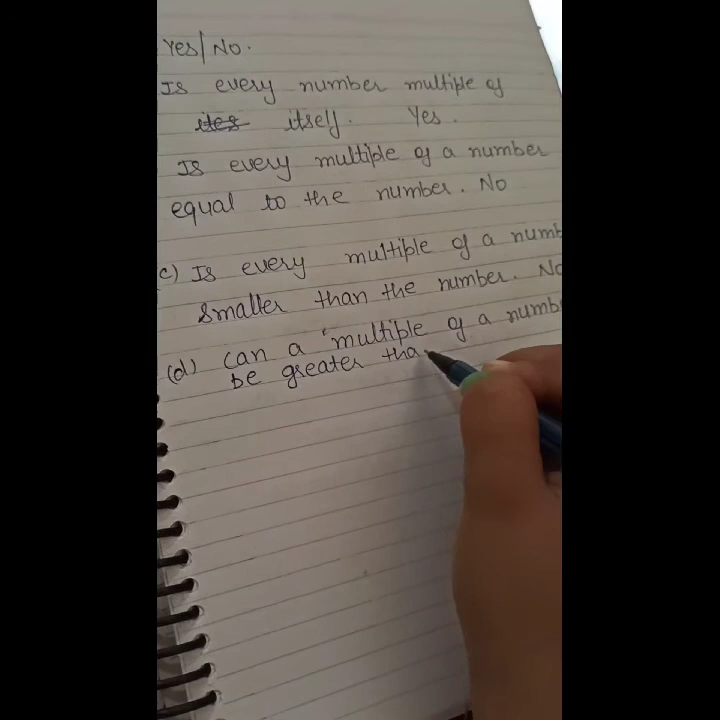 Yes/No.
Is every number multiple of
ites itself. Yes.
Is every multiple of a number
equal to the number. No
(c) Is every multiple of a numb
smaller than the number. No
(d) can a multiple of a numb
be greater tha